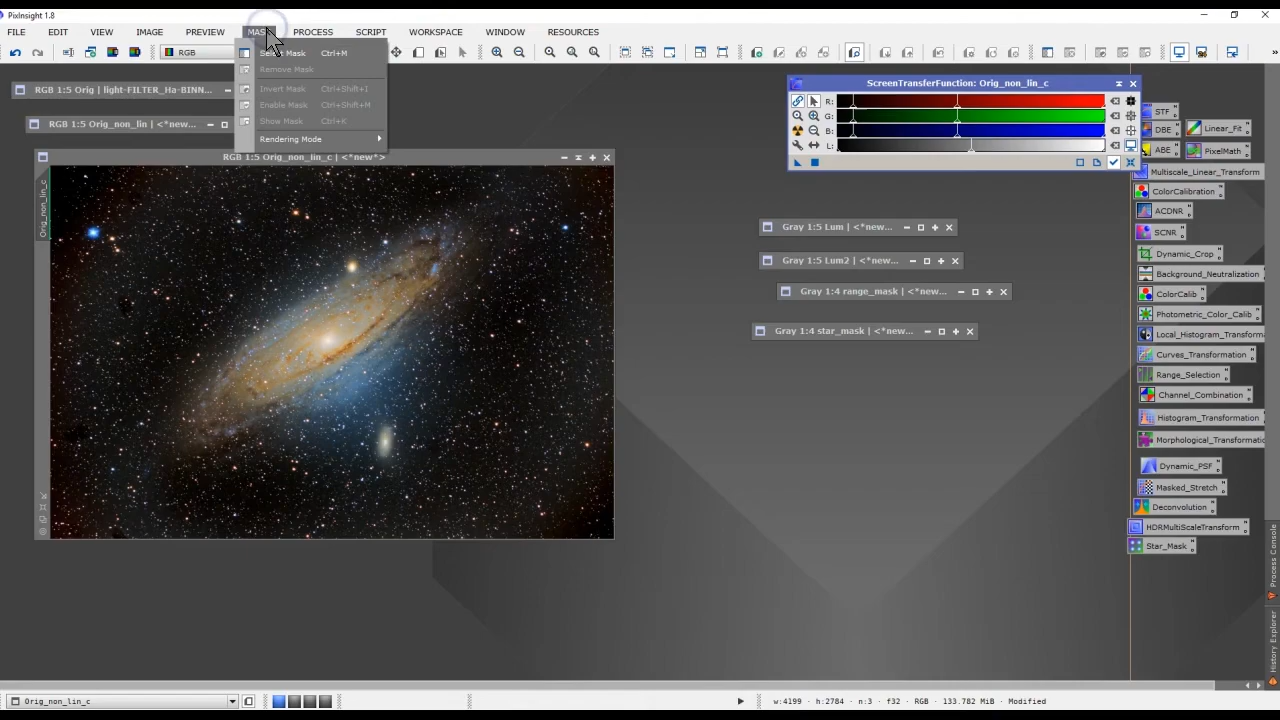 PixInsight 1.8
FILE EDIT VIEW IMAGE PREVIEW MASK PROCESS SCRIPT WORKSPACE WINDOW RESOURCES
RGB
Mask Ctrl+M
Remove Mask
Invert Mask Ctrl+Shift+I
Enable Mask Ctrl+Shift+M
Show Mask Ctrl+K
Rendering Mode
RGB 1:5 Orig | light-FILTER_Ha-BINN...
RGB 1:5 Orig_non_lin | <*new...
RGB 1:5 Orig_non_lin_c | <*new*>
Orig_non_lin_c
ScreenTransferFunction: Orig_non_lin_c
R:
G:
B:
L:
Gray 1:5 Lum | <*new...
Gray 1:5 Lum2 | <*new...
Gray 1:4 range_mask | <*new...
Gray 1:4 star_mask | <*new...
STF
DBE
Linear_Fit
ABE
PixelMath
Multiscale_Linear_Transform
ColorCalibration
ACDNR
SCNR
Dynamic_Crop
Background_Neutralization
ColorCalib
Photometric_Color_Calib
Local_Histogram_Transform
Curves_Transformation
Range_Selection
Channel_Combination
Histogram_Transformation
Morphological_Transformatic
Dynamic_PSF
Masked_Stretch
Deconvolution
HDRMultiScaleTransform
Star_Mask
Process Console
History Explorer
Orig_non_lin_c
w:4199 · h:2784 · n:3 · f32 · RGB · 133.782 MiB · Modified